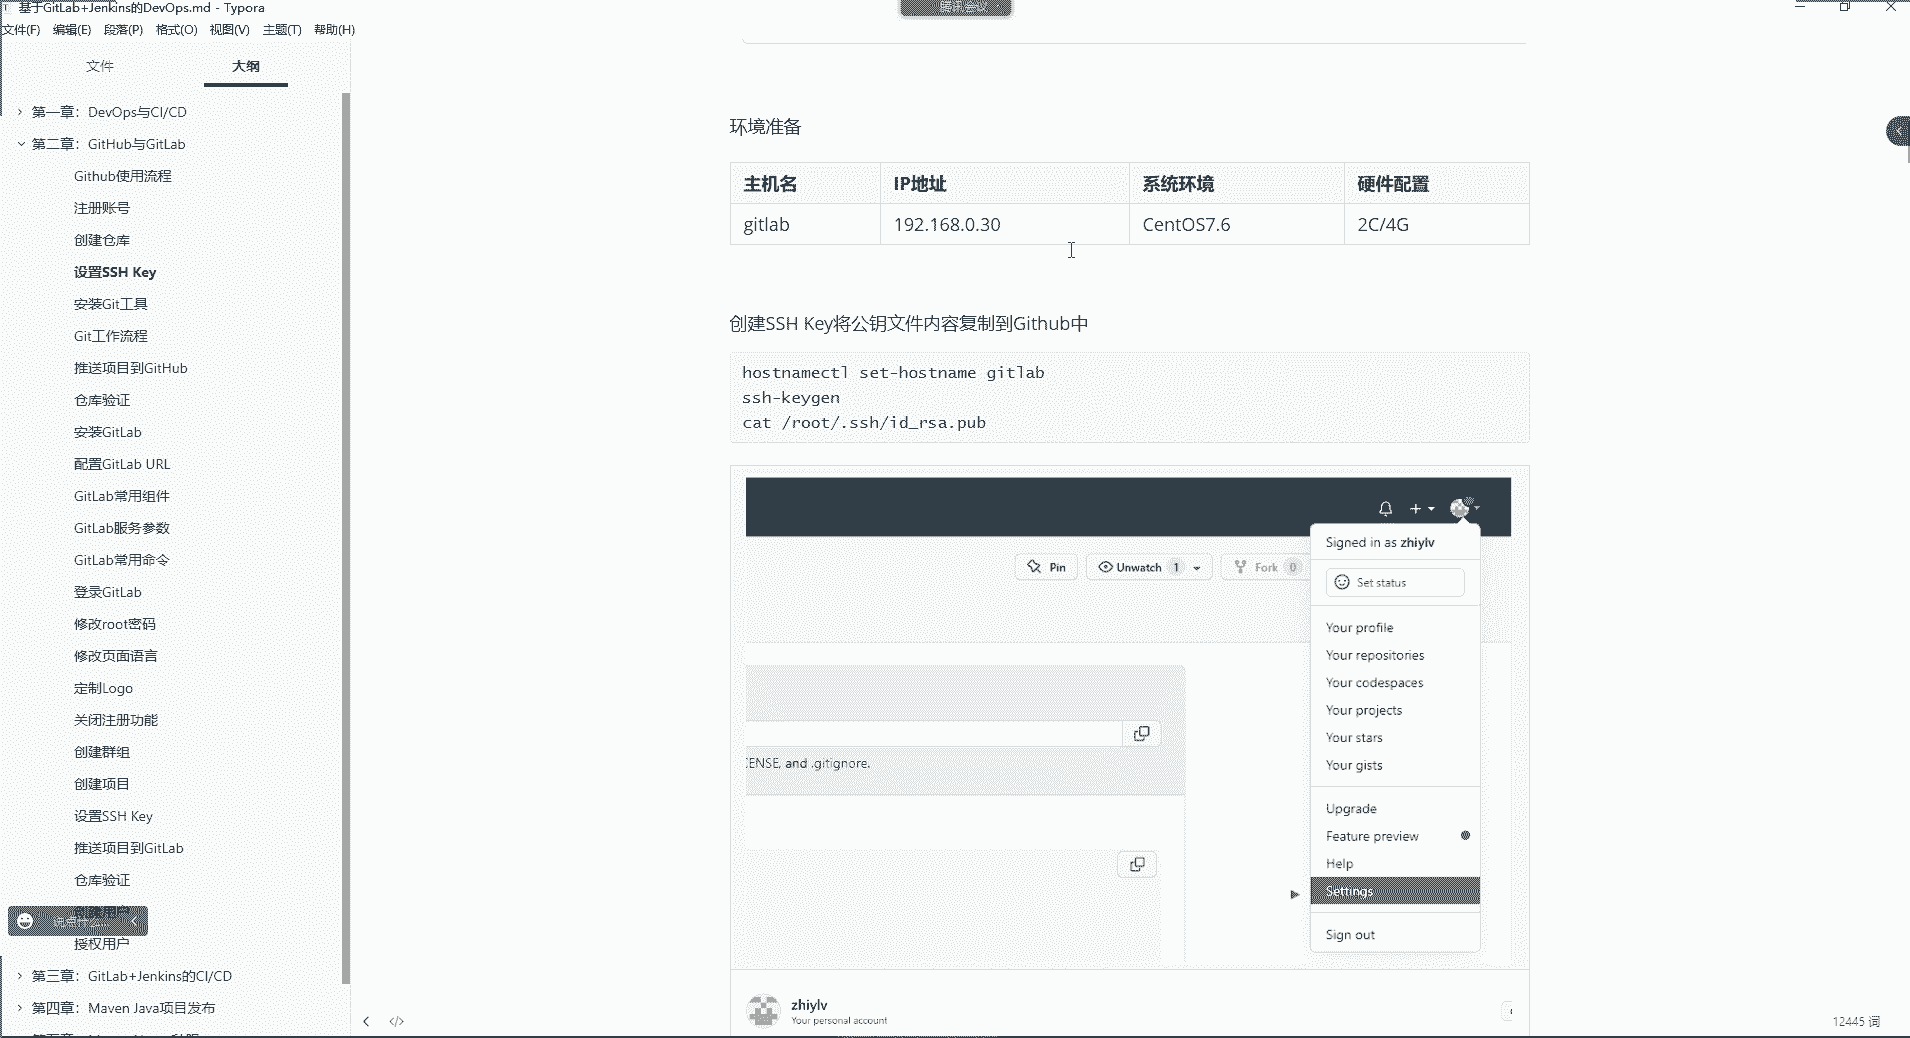 基于GitLab+Jenkins的DevOps.md - Typora
腾讯会议
文件(F) 编辑(E) 段落(P) 格式(O) 视图(V) 主题(T) 帮助(H)
文件 大纲
第一章：DevOps与CI/CD
第二章：GitHub与GitLab
Github使用流程
注册账号
创建仓库
设置SSH Key
安装Git工具
Git工作流程
推送项目到GitHub
仓库验证
安装GitLab
配置GitLab URL
GitLab常用组件
GitLab服务参数
GitLab常用命令
登录GitLab
修改root密码
修改页面语言
定制Logo
关闭注册功能
创建群组
创建项目
设置SSH Key
推送项目到GitLab
仓库验证
创建用户
说点什么...
授权用户
第三章：GitLab+Jenkins的CI/CD
第四章：Maven Java项目发布
环境准备
主机名 IP地址 系统环境 硬件配置
gitlab 192.168.0.30 CentOS7.6 2C/4G
创建SSH Key将公钥文件内容复制到Github中
hostnamectl set-hostname gitlab
ssh-keygen
cat /root/.ssh/id_rsa.pub
Signed in as zhiylv
Pin Unwatch 1 Fork 0
Set status
Your profile
Your repositories
Your codespaces
Your projects
Your stars
Your gists
CENSE, and .gitignore.
Upgrade
Feature preview
Help
Settings
Sign out
zhiylv
Your personal account
12445 词